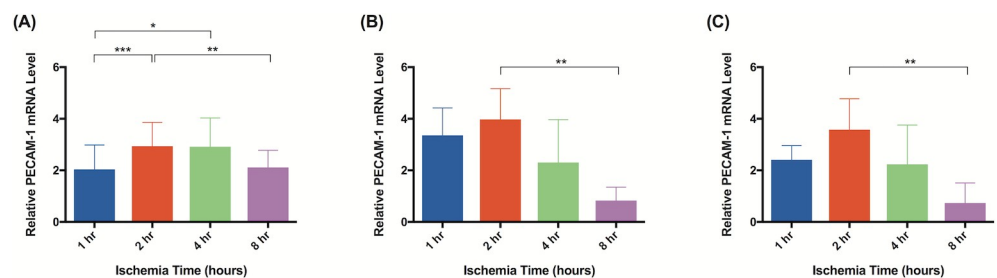 (A)
*
***
**
Relative PECAM-1 mRNA Level
6
4
2
0
1 hr
2 hr
4 hr
8 hr
Ischemia Time (hours)
(B)
**
Relative PECAM-1 mRNA Level
6
4
2
0
1 hr
2 hr
4 hr
8 hr
Ischemia Time (hours)
(C)
**
Relative PECAM-1 mRNA Level
6
4
2
0
1 hr
2 hr
4 hr
8 hr
Ischemia Time (hours)